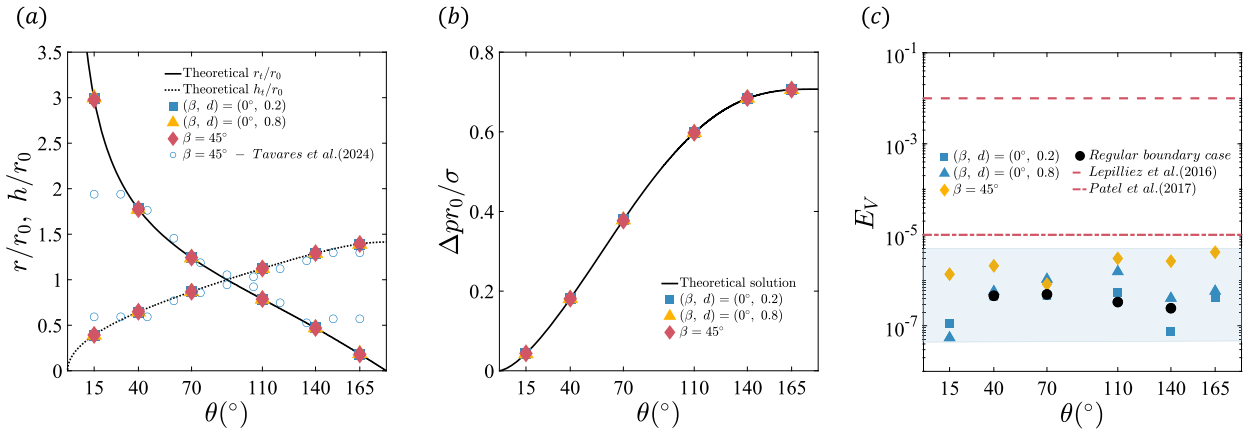 (a)
r/r₀, h/r₀
3.5
3
2.5
2
1.5
1
0.5
0
15 40 70 110 140 165
θ(°)
Theoretical rₜ/r₀
Theoretical hₜ/r₀
(β, d) = (0°, 0.2)
(β, d) = (0°, 0.8)
β = 45°
β = 45° − Tavares et al.(2024)
(b)
Δpr₀/σ
0.8
0.6
0.4
0.2
0
15 40 70 110 140 165
θ(°)
Theoretical solution
(β, d) = (0°, 0.2)
(β, d) = (0°, 0.8)
β = 45°
(c)
E_V
10⁻¹
10⁻³
10⁻⁵
10⁻⁷
15 40 70 110 140 165
θ(°)
(β, d) = (0°, 0.2)
(β, d) = (0°, 0.8)
β = 45°
Regular boundary case
Lepilliez et al.(2016)
Patel et al.(2017)